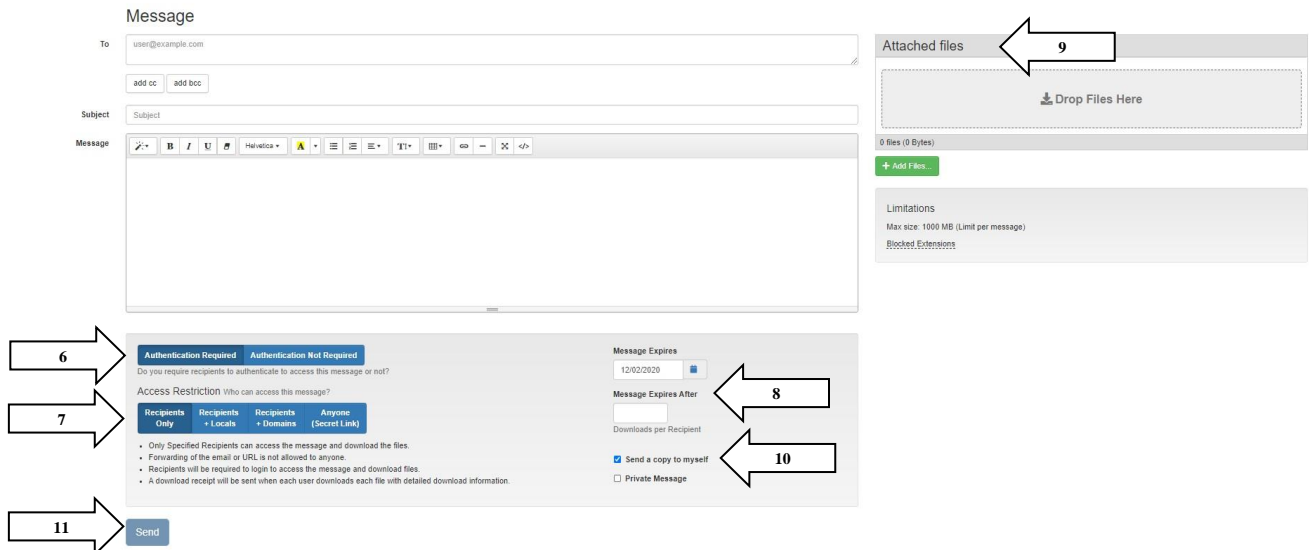 Message
To
user@example.com
add cc add bcc
Subject
Subject
Message
B I U Helvetica A T </>
6
Authentication Required Authentication Not Required
Do you require recipients to authenticate to access this message or not?
Access Restriction Who can access this message?
7
Recipients Only Recipients + Locals Recipients + Domains Anyone (Secret Link)
• Only Specified Recipients can access the message and download the files.
• Forwarding of the email or URL is not allowed to anyone.
• Recipients will be required to login to access the message and download files.
• A download receipt will be sent when each user downloads each file with detailed download information.
Message Expires
12/02/2020
Message Expires After
8
Downloads per Recipient
Send a copy to myself
10
Private Message
11
Send
Attached files
9
Drop Files Here
0 files (0 Bytes)
+ Add Files...
Limitations
Max size: 1000 MB (Limit per message)
Blocked Extensions